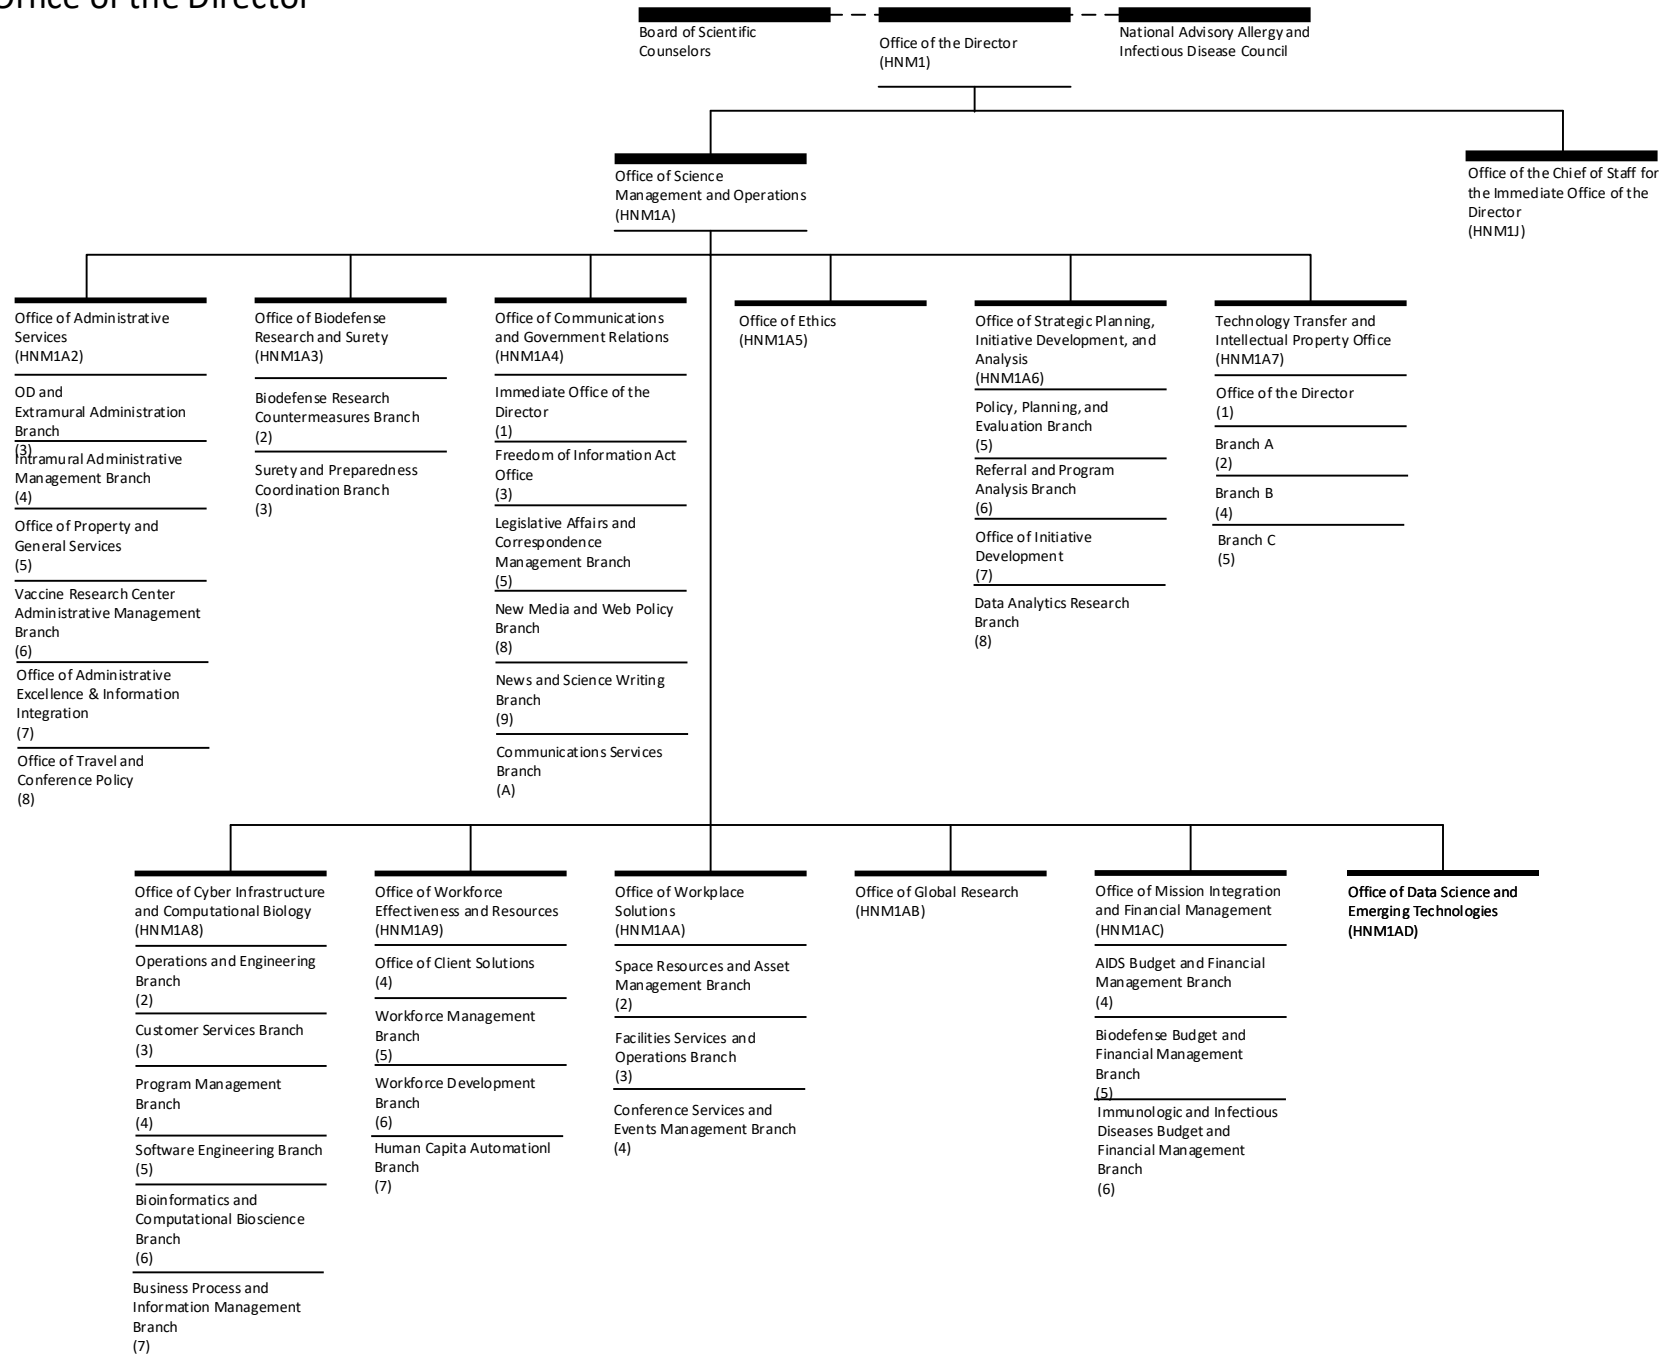 Office of the Director
Board of Scientific
Counselors
Office of the Director
(HNM1)
National Advisory Allergy and
Infectious Disease Council
Office of Science
Management and Operations
(HNM1A)
Office of the Chief of Staff for
the Immediate Office of the
Director
(HNM1J)
Office of Administrative
Services
(HNM1A2)
OD and
Extramural Administration
Branch
(3)
Intramural Administrative
Management Branch
(4)
Office of Property and
General Services
(5)
Vaccine Research Center
Administrative Management
Branch
(6)
Office of Administrative
Excellence & Information
Integration
(7)
Office of Travel and
Conference Policy
(8)
Office of Biodefense
Research and Surety
(HNM1A3)
Biodefense Research
Countermeasures Branch
(2)
Surety and Preparedness
Coordination Branch
(3)
Office of Communications
and Government Relations
(HNM1A4)
Immediate Office of the
Director
(1)
Freedom of Information Act
Office
(3)
Legislative Affairs and
Correspondence
Management Branch
(5)
New Media and Web Policy
Branch
(8)
News and Science Writing
Branch
(9)
Communications Services
Branch
(A)
Office of Ethics
(HNM1A5)
Office of Strategic Planning,
Initiative Development, and
Analysis
(HNM1A6)
Policy, Planning, and
Evaluation Branch
(5)
Referral and Program
Analysis Branch
(6)
Office of Initiative
Development
(7)
Data Analytics Research
Branch
(8)
Technology Transfer and
Intellectual Property Office
(HNM1A7)
Office of the Director
(1)
Branch A
(2)
Branch B
(4)
Branch C
(5)
Office of Cyber Infrastructure
and Computational Biology
(HNM1A8)
Operations and Engineering
Branch
(2)
Customer Services Branch
(3)
Program Management
Branch
(4)
Software Engineering Branch
(5)
Bioinformatics and
Computational Bioscience
Branch
(6)
Business Process and
Information Management
Branch
(7)
Office of Workforce
Effectiveness and Resources
(HNM1A9)
Office of Client Solutions
(4)
Workforce Management
Branch
(5)
Workforce Development
Branch
(6)
Human Capita Automationl
Branch
(7)
Office of Workplace
Solutions
(HNM1AA)
Space Resources and Asset
Management Branch
(2)
Facilities Services and
Operations Branch
(3)
Conference Services and
Events Management Branch
(4)
Office of Global Research
(HNM1AB)
Office of Mission Integration
and Financial Management
(HNM1AC)
AIDS Budget and Financial
Management Branch
(4)
Biodefense Budget and
Financial Management
Branch
(5)
Immunologic and Infectious
Diseases Budget and
Financial Management
Branch
(6)
Office of Data Science and
Emerging Technologies
(HNM1AD)